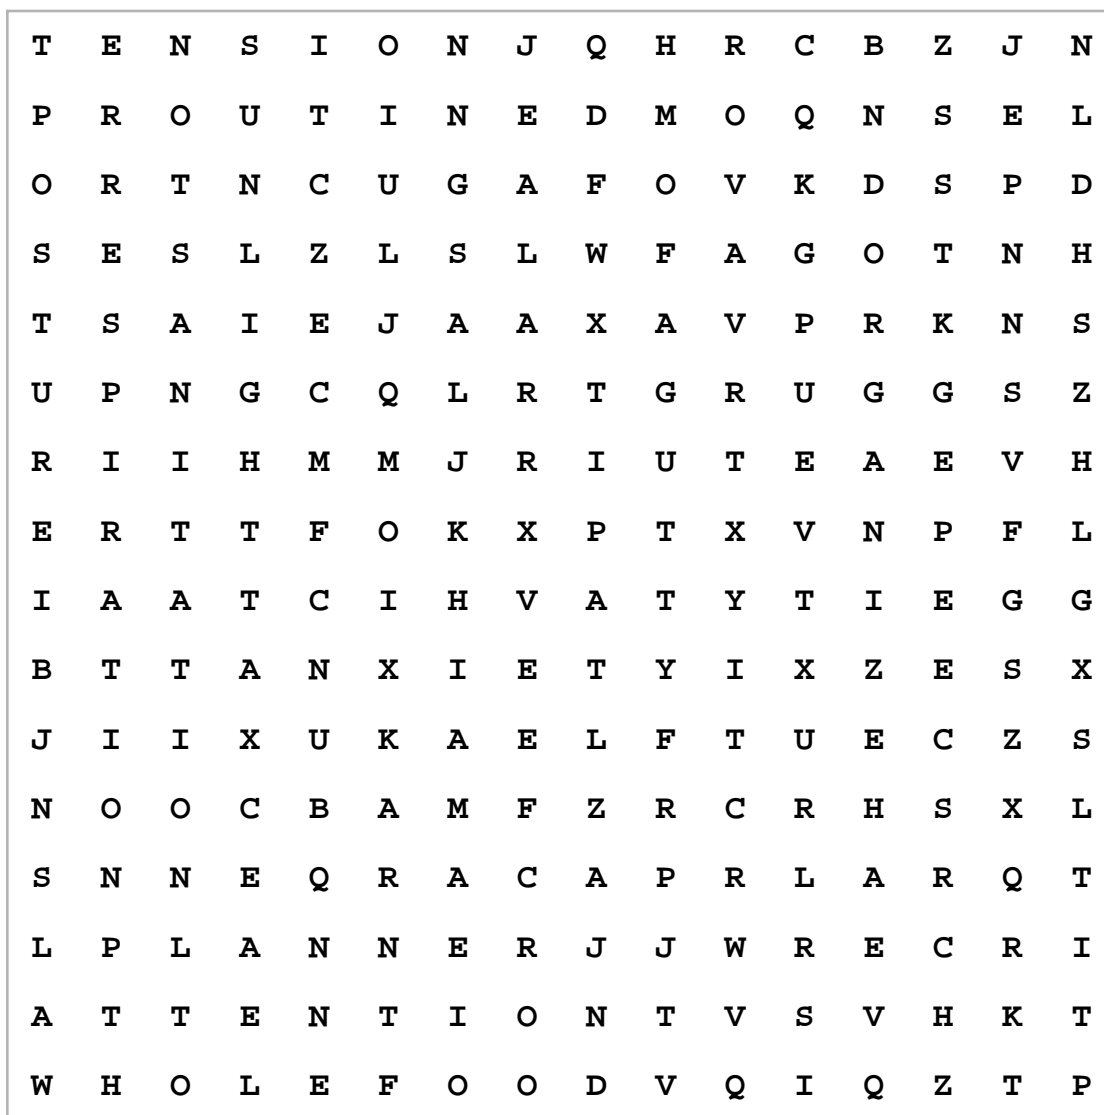 T E N S I O N J Q H R C B Z J N
P R O U T I N E D M O Q N S E L
O R T N C U G A F O V K D S P D
S E S L Z L S L W F A G O T N H
T S A I E J A A X A V P R K N S
U P N G C Q L R T G R U G G S Z
R I I H M M J R I U T E A E V H
E R T T F O K X P T X V N P F L
I A A T C I H V A T Y T I E G G
B T T A N X I E T Y I X Z E S X
J I I X U K A E L F T U E C Z S
N O O C B A M F Z R C R H S X L
S N N E Q R A C A P R L A R Q T
L P L A N N E R J J W R E C R I
A T T E N T I O N T V S V H K T
W H O L E F O O D V Q I Q Z T P